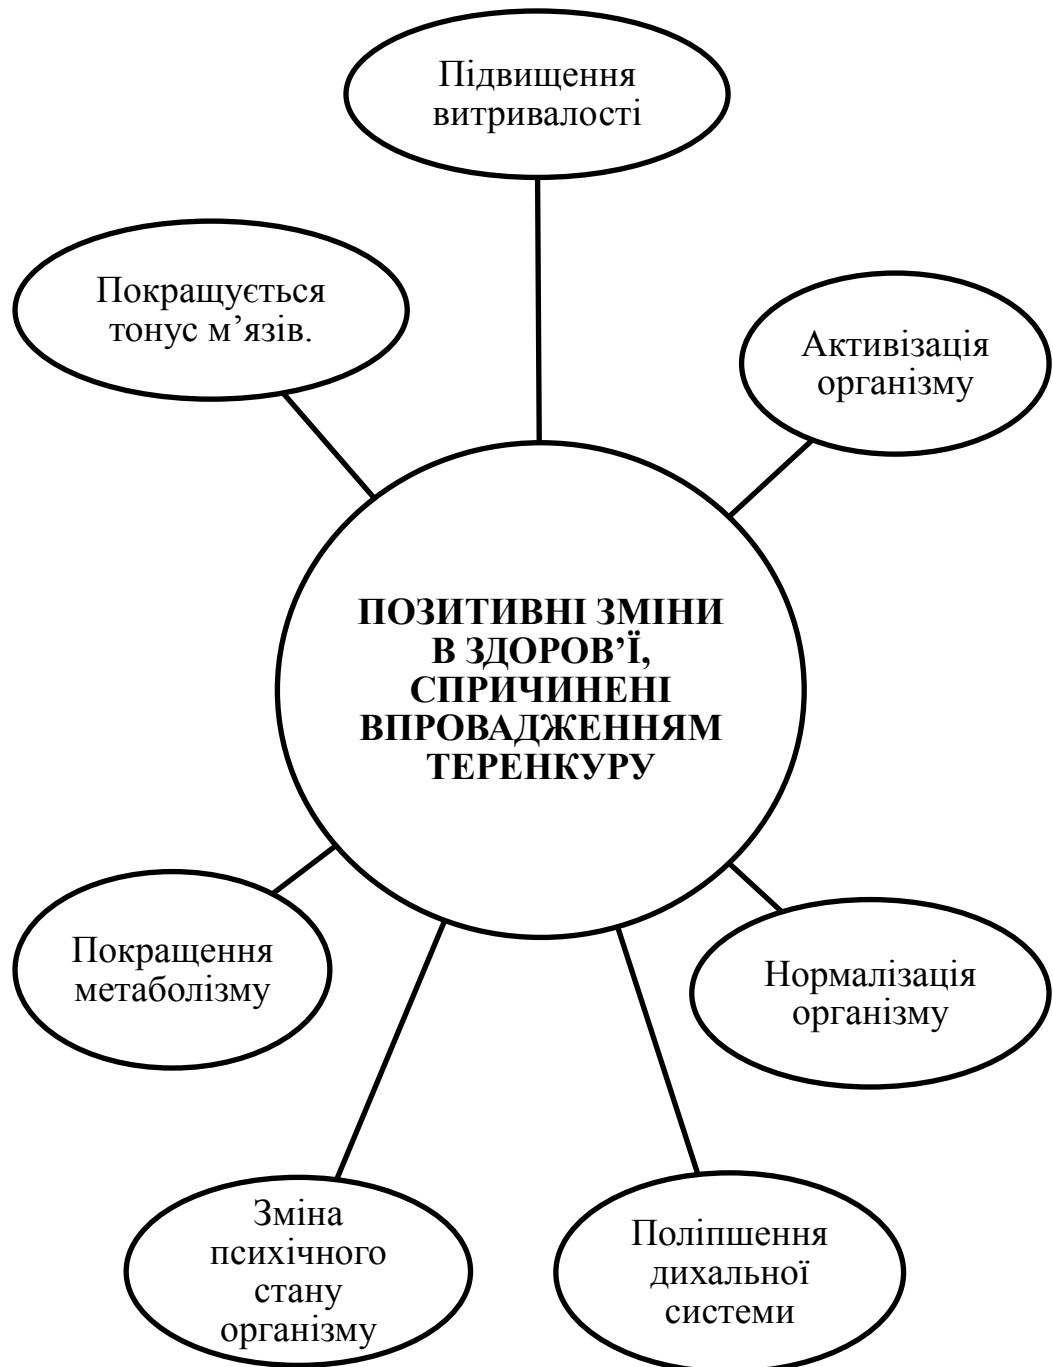 Підвищення
витривалості
Покращується
тонус м’язів.
Активізація
організму
ПОЗИТИВНІ ЗМІНИ
В ЗДОРОВ’Ї,
СПРИЧИНЕНІ
ВПРОВАДЖЕННЯМ
ТЕРЕНКУРУ
Покращення
метаболізму
Нормалізація
організму
Зміна
психічного
стану
організму
Поліпшення
дихальної
системи